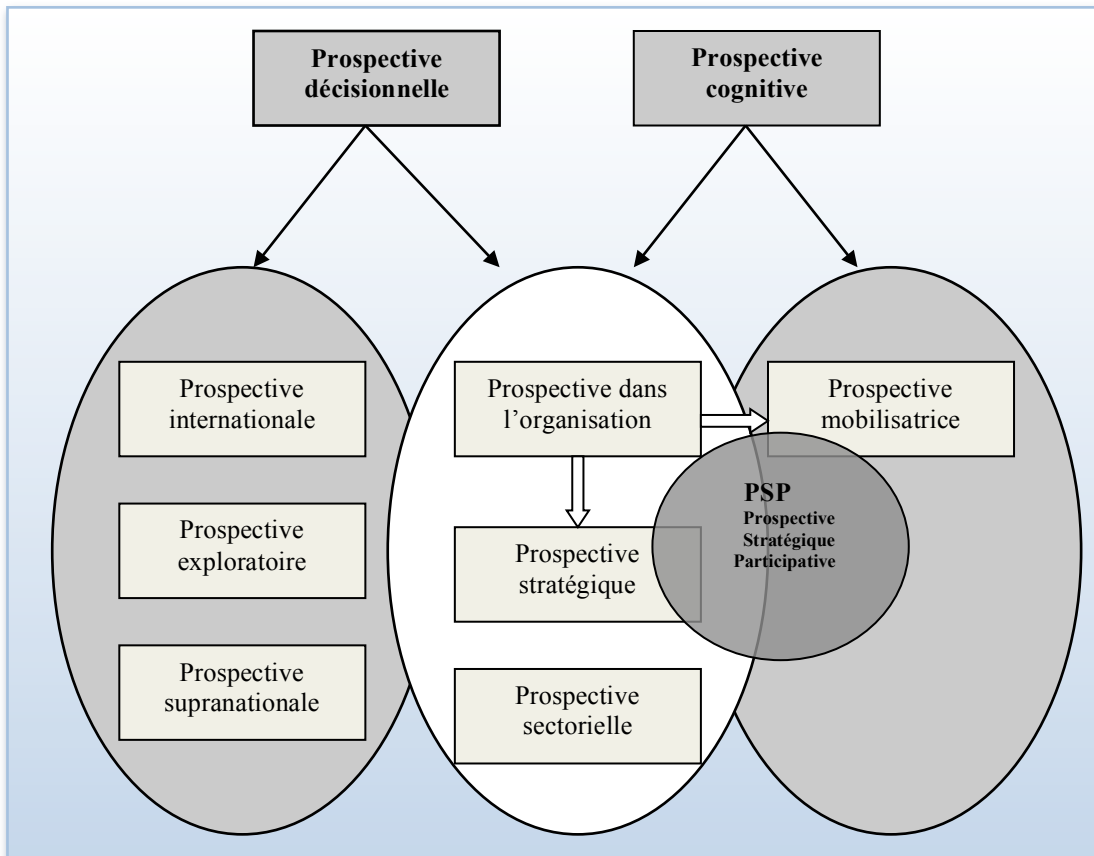 Prospective
décisionnelle
Prospective
cognitive
Prospective
internationale
Prospective
exploratoire
Prospective
supranationale
Prospective dans
l’organisation
Prospective
stratégique
Prospective
sectorielle
Prospective
mobilisatrice
PSP
Prospective
Stratégique
Participative